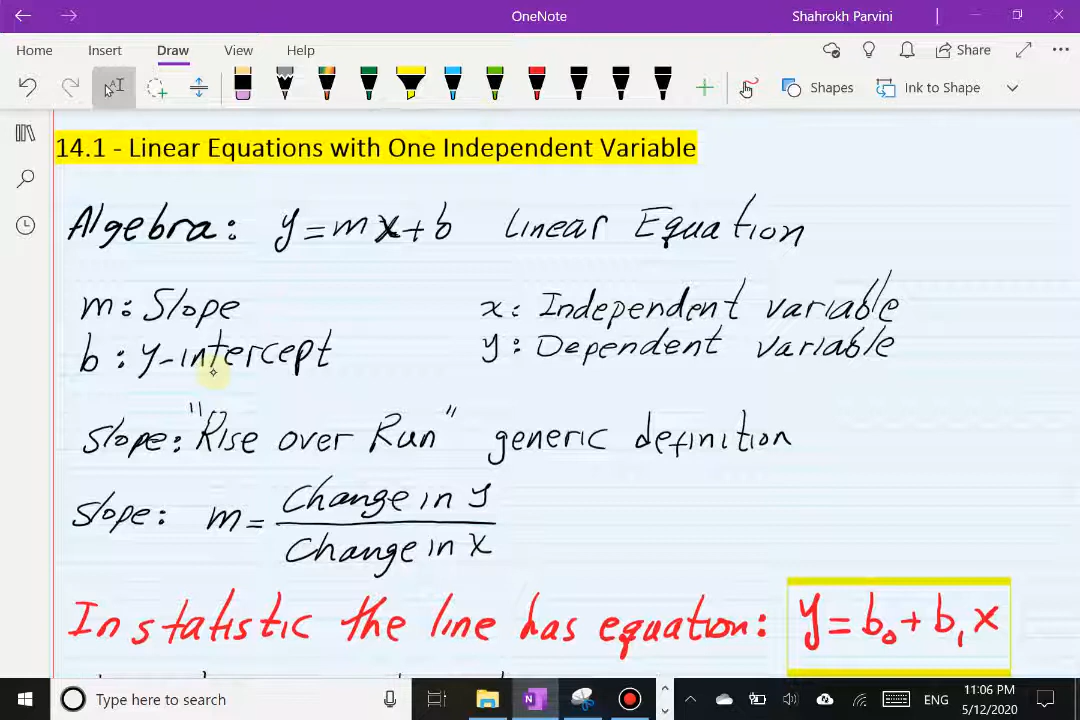 OneNote
Shahrokh Parvini
Home Insert Draw View Help
Share
Shapes
Ink to Shape
14.1 - Linear Equations with One Independent Variable
Algebra: y = mx + b Linear Equation
m: Slope
x: Independent variable
b: y-intercept
y: Dependent variable
slope: "Rise over Run" generic definition
slope: m = Change in y
Change in x
In statistic the line has equation: y = b₀ + b₁ x
Type here to search
ENG
11:06 PM
5/12/2020